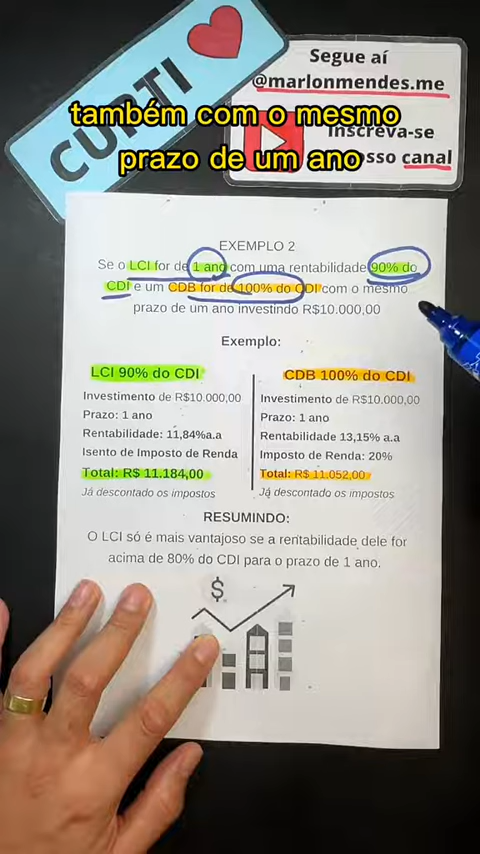 CURTI
Segue aí
@marlonmendes.me
Inscreva-se
osso canal
também com o mesmo
prazo de um ano
EXEMPLO 2
Se o LCI for de 1 ano com uma rentabilidade 90% do
CDI e um CDB for de 100% do CDI com o mesmo
prazo de um ano investindo R$10.000,00
Exemplo:
LCI 90% do CDI
Investimento de R$10.000,00
Prazo: 1 ano
Rentabilidade: 11,84%a.a
Isento de Imposto de Renda
Total: R$ 11.184,00
Já descontado os impostos
CDB 100% do CDI
Investimento de R$10.000,00
Prazo: 1 ano
Rentabilidade 13,15% a.a
Imposto de Renda: 20%
Total: R$ 11.052,00
Já descontado os impostos
RESUMINDO:
O LCI só é mais vantajoso se a rentabilidade dele for
acima de 80% do CDI para o prazo de 1 ano.
$